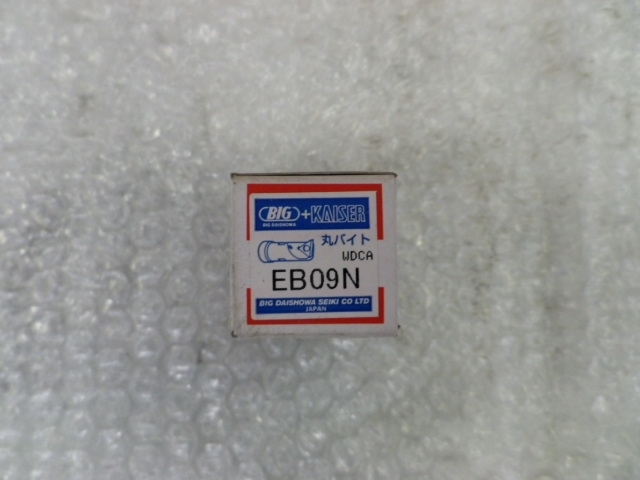 BIG+KAISER
BIG DAISHOWA
丸バイト
WDCA
EB09N
BIG DAISHOWA SEIKI CO LTD
JAPAN